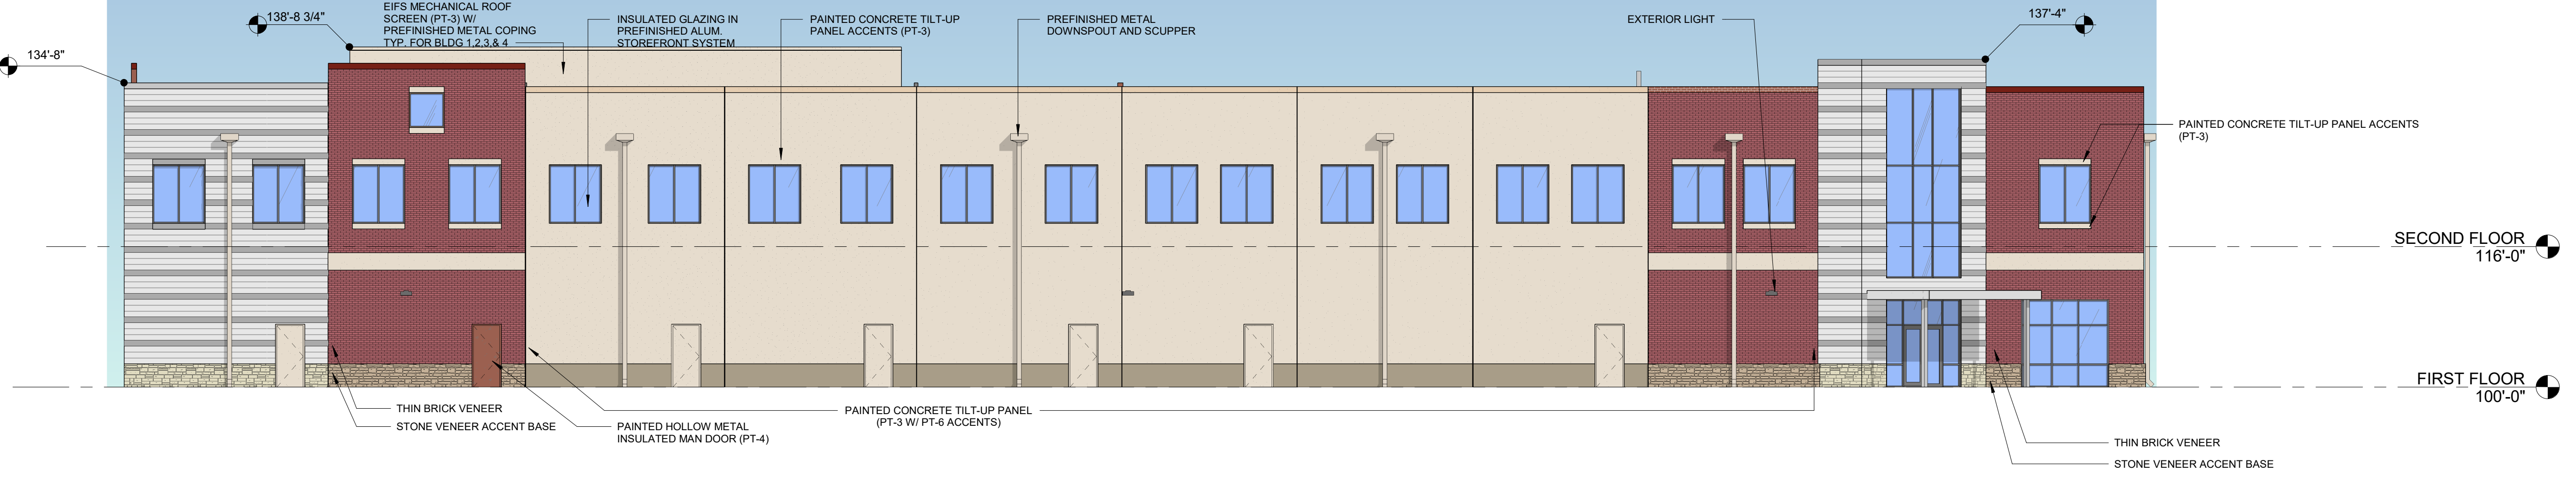 134'-8"
138'-8 3/4"
EIFS MECHANICAL ROOF
SCREEN (PT-3) W/
PREFINISHED METAL COPING
TYP. FOR BLDG 1,2,3,& 4
INSULATED GLAZING IN
PREFINISHED ALUM.
STOREFRONT SYSTEM
PAINTED CONCRETE TILT-UP
PANEL ACCENTS (PT-3)
PREFINISHED METAL
DOWNSPOUT AND SCUPPER
EXTERIOR LIGHT
137'-4"
PAINTED CONCRETE TILT-UP PANEL ACCENTS
(PT-3)
SECOND FLOOR
116'-0"
FIRST FLOOR
100'-0"
THIN BRICK VENEER
STONE VENEER ACCENT BASE
PAINTED HOLLOW METAL
INSULATED MAN DOOR (PT-4)
PAINTED CONCRETE TILT-UP PANEL
(PT-3 W/ PT-6 ACCENTS)
THIN BRICK VENEER
STONE VENEER ACCENT BASE